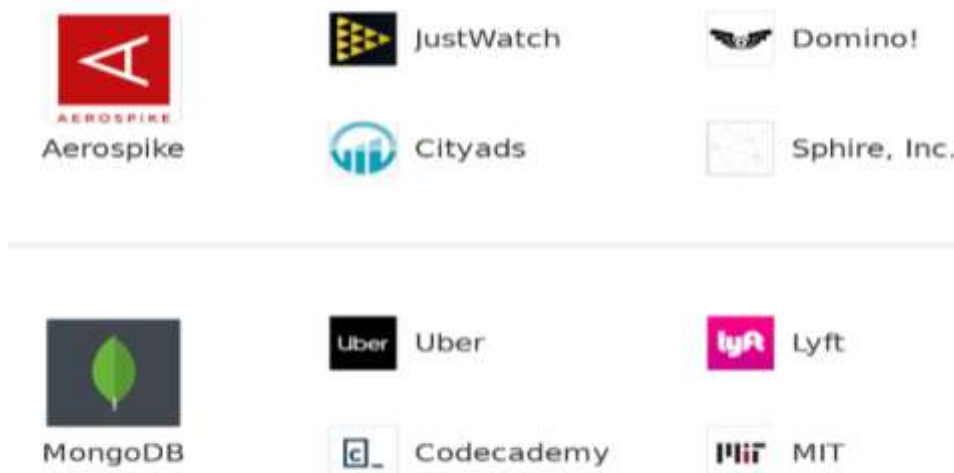 JustWatch
Domino!
AEROSPIKE
Aerospike
Cityads
Sphire, Inc.
Uber
Uber
lyft
Lyft
MongoDB
c_
Codecademy
MIT
MIT